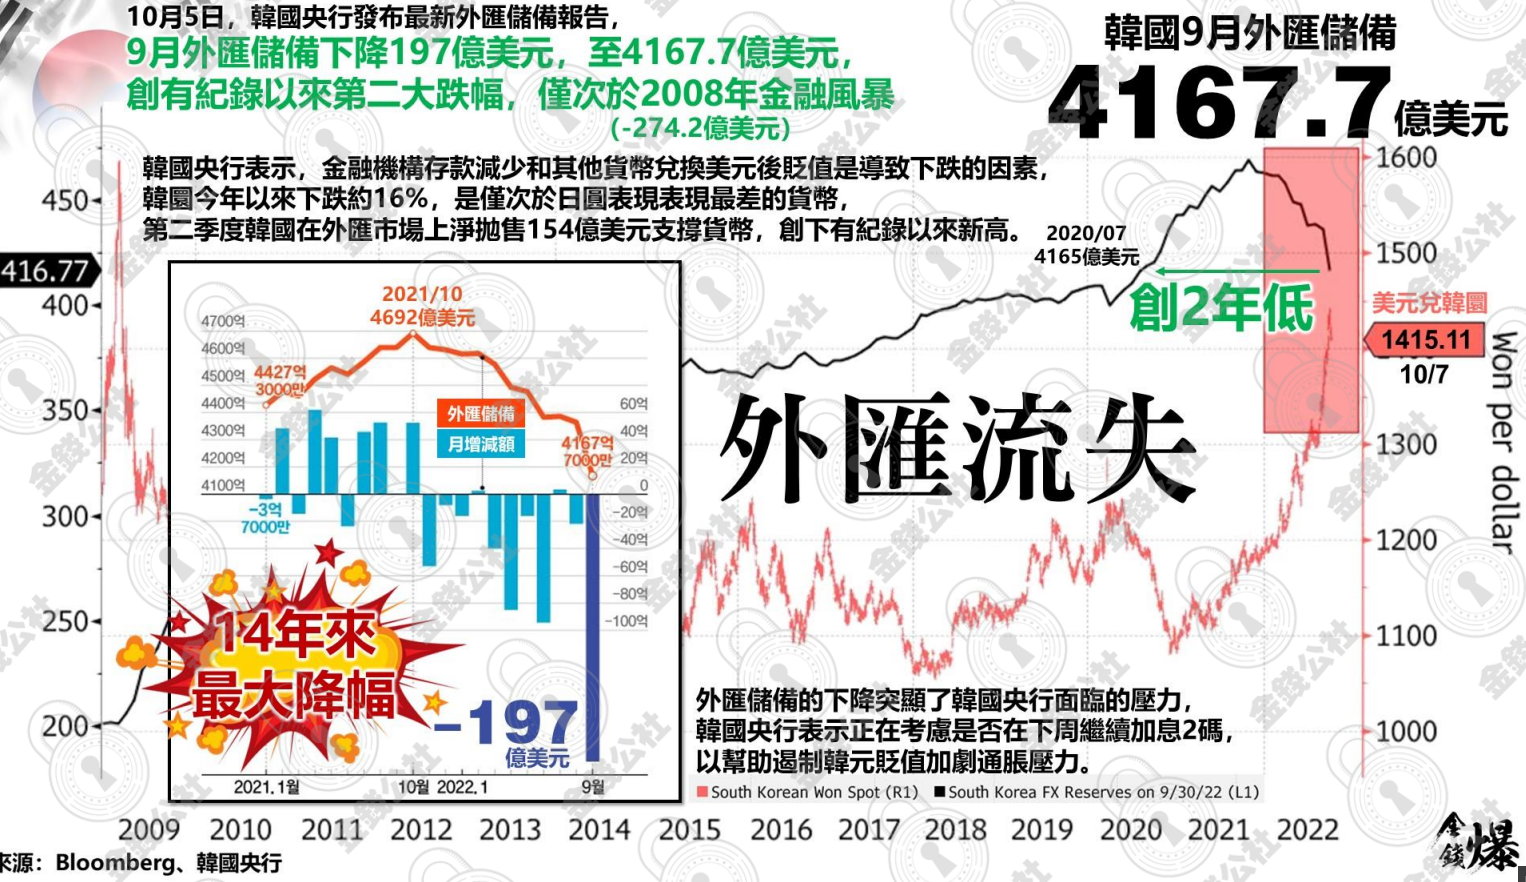 10月5日，韓國央行發布最新外匯儲備報告，
9月外匯儲備下降197億美元，至4167.7億美元，
創有紀錄以來第二大跌幅，僅次於2008年金融風暴
(-274.2億美元)
韓國9月外匯儲備
4167.7億美元
韓國央行表示，金融機構存款減少和其他貨幣兌換美元後貶值是導致下跌的因素，
韓圜今年以來下跌約16%，是僅次於日圓表現表現最差的貨幣，
第二季度韓國在外匯市場上淨拋售154億美元支撐貨幣，創下有紀錄以來新高。
2020/07
4165億美元
創2年低
450
416.77
400
350
300
250
200
1600
1500
美元兌韓圜
1415.11
10/7
1300
1200
1100
1000
Won per dollar
外匯流失
2021/10
4692億美元
4700억
4600억
4500억
4400억
4300억
4200억
4100억
4427억
3000만
外匯儲備
月增減額
4167억
7000만
60억
40억
20억
0
-20억
-40억
-60억
-80억
-100억
-3억
7000만
14年來
最大降幅
-197
億美元
2021.1월
10월
2022.1
9월
外匯儲備的下降突顯了韓國央行面臨的壓力，
韓國央行表示正在考慮是否在下周繼續加息2碼，
以幫助遏制韓元貶值加劇通脹壓力。
South Korean Won Spot (R1)
South Korea FX Reserves on 9/30/22 (L1)
2009 2010 2011 2012 2013 2014 2015 2016 2017 2018 2019 2020 2021 2022
來源：Bloomberg、韓國央行
金錢爆
金錢公社